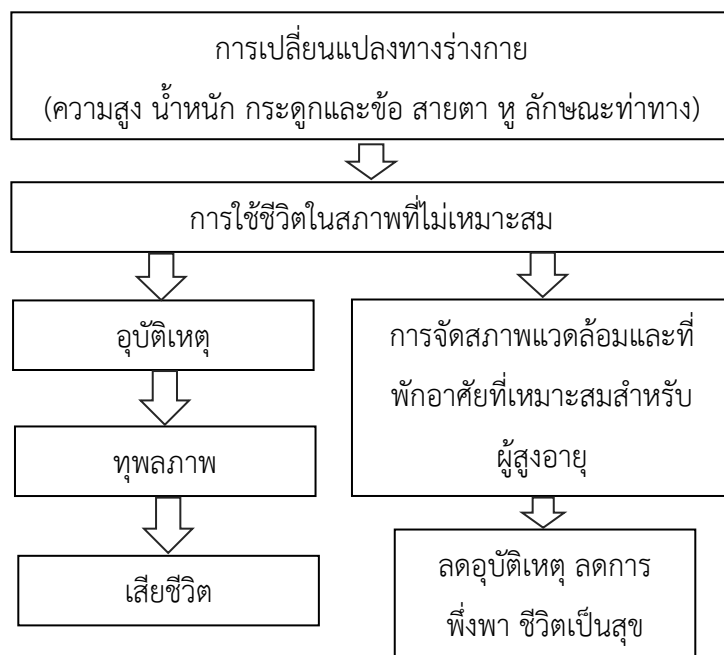 การเปลี่ยนแปลงทางร่างกาย
(ความสูง น้ำหนัก กระดูกและข้อ สายตา หู ลักษณะท่าทาง)
การใช้ชีวิตในสภาพที่ไม่เหมาะสม
อุบัติเหตุ
ทุพลภาพ
เสียชีวิต
การจัดสภาพแวดล้อมและที่
พักอาศัยที่เหมาะสมสำหรับ
ผู้สูงอายุ
ลดอุบัติเหตุ ลดการ
พึ่งพา ชีวิตเป็นสุข